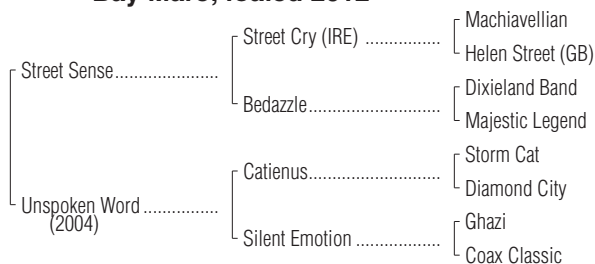 Bay Mare, foaled 2012
Machiavellian
Street Cry (IRE) ................
Helen Street (GB)
Street Sense......................
Dixieland Band
Bedazzle............................
Majestic Legend
Storm Cat
Catienus............................
Diamond City
Unspoken Word ................
(2004)
Ghazi
Silent Emotion ..................
Coax Classic